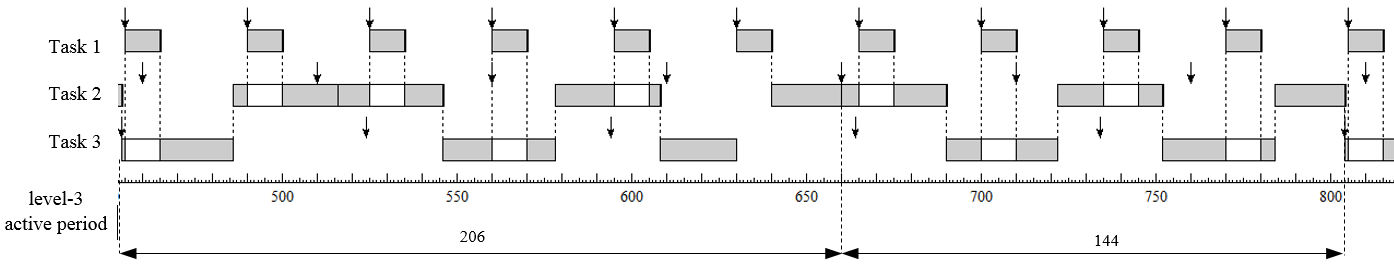 Task 1
Task 2
Task 3
500 550 600 650 700 750 800
level-3
active period
206 144